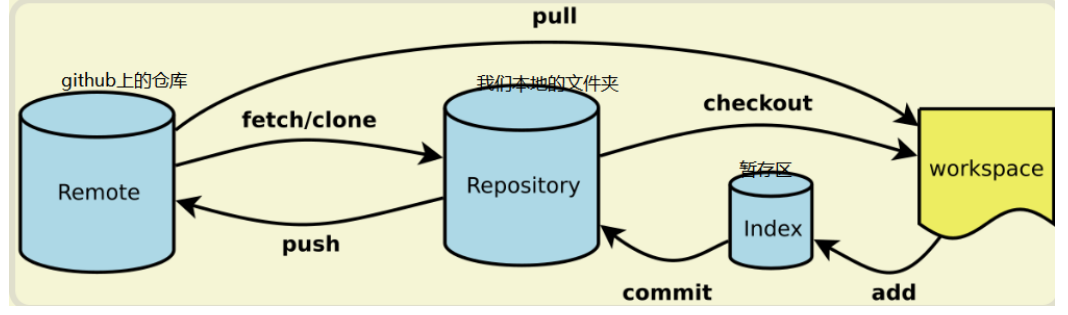 pull
github上的仓库
我们本地的文件夹
fetch/clone
checkout
暂存区
Remote
Repository
workspace
Index
push
commit
add